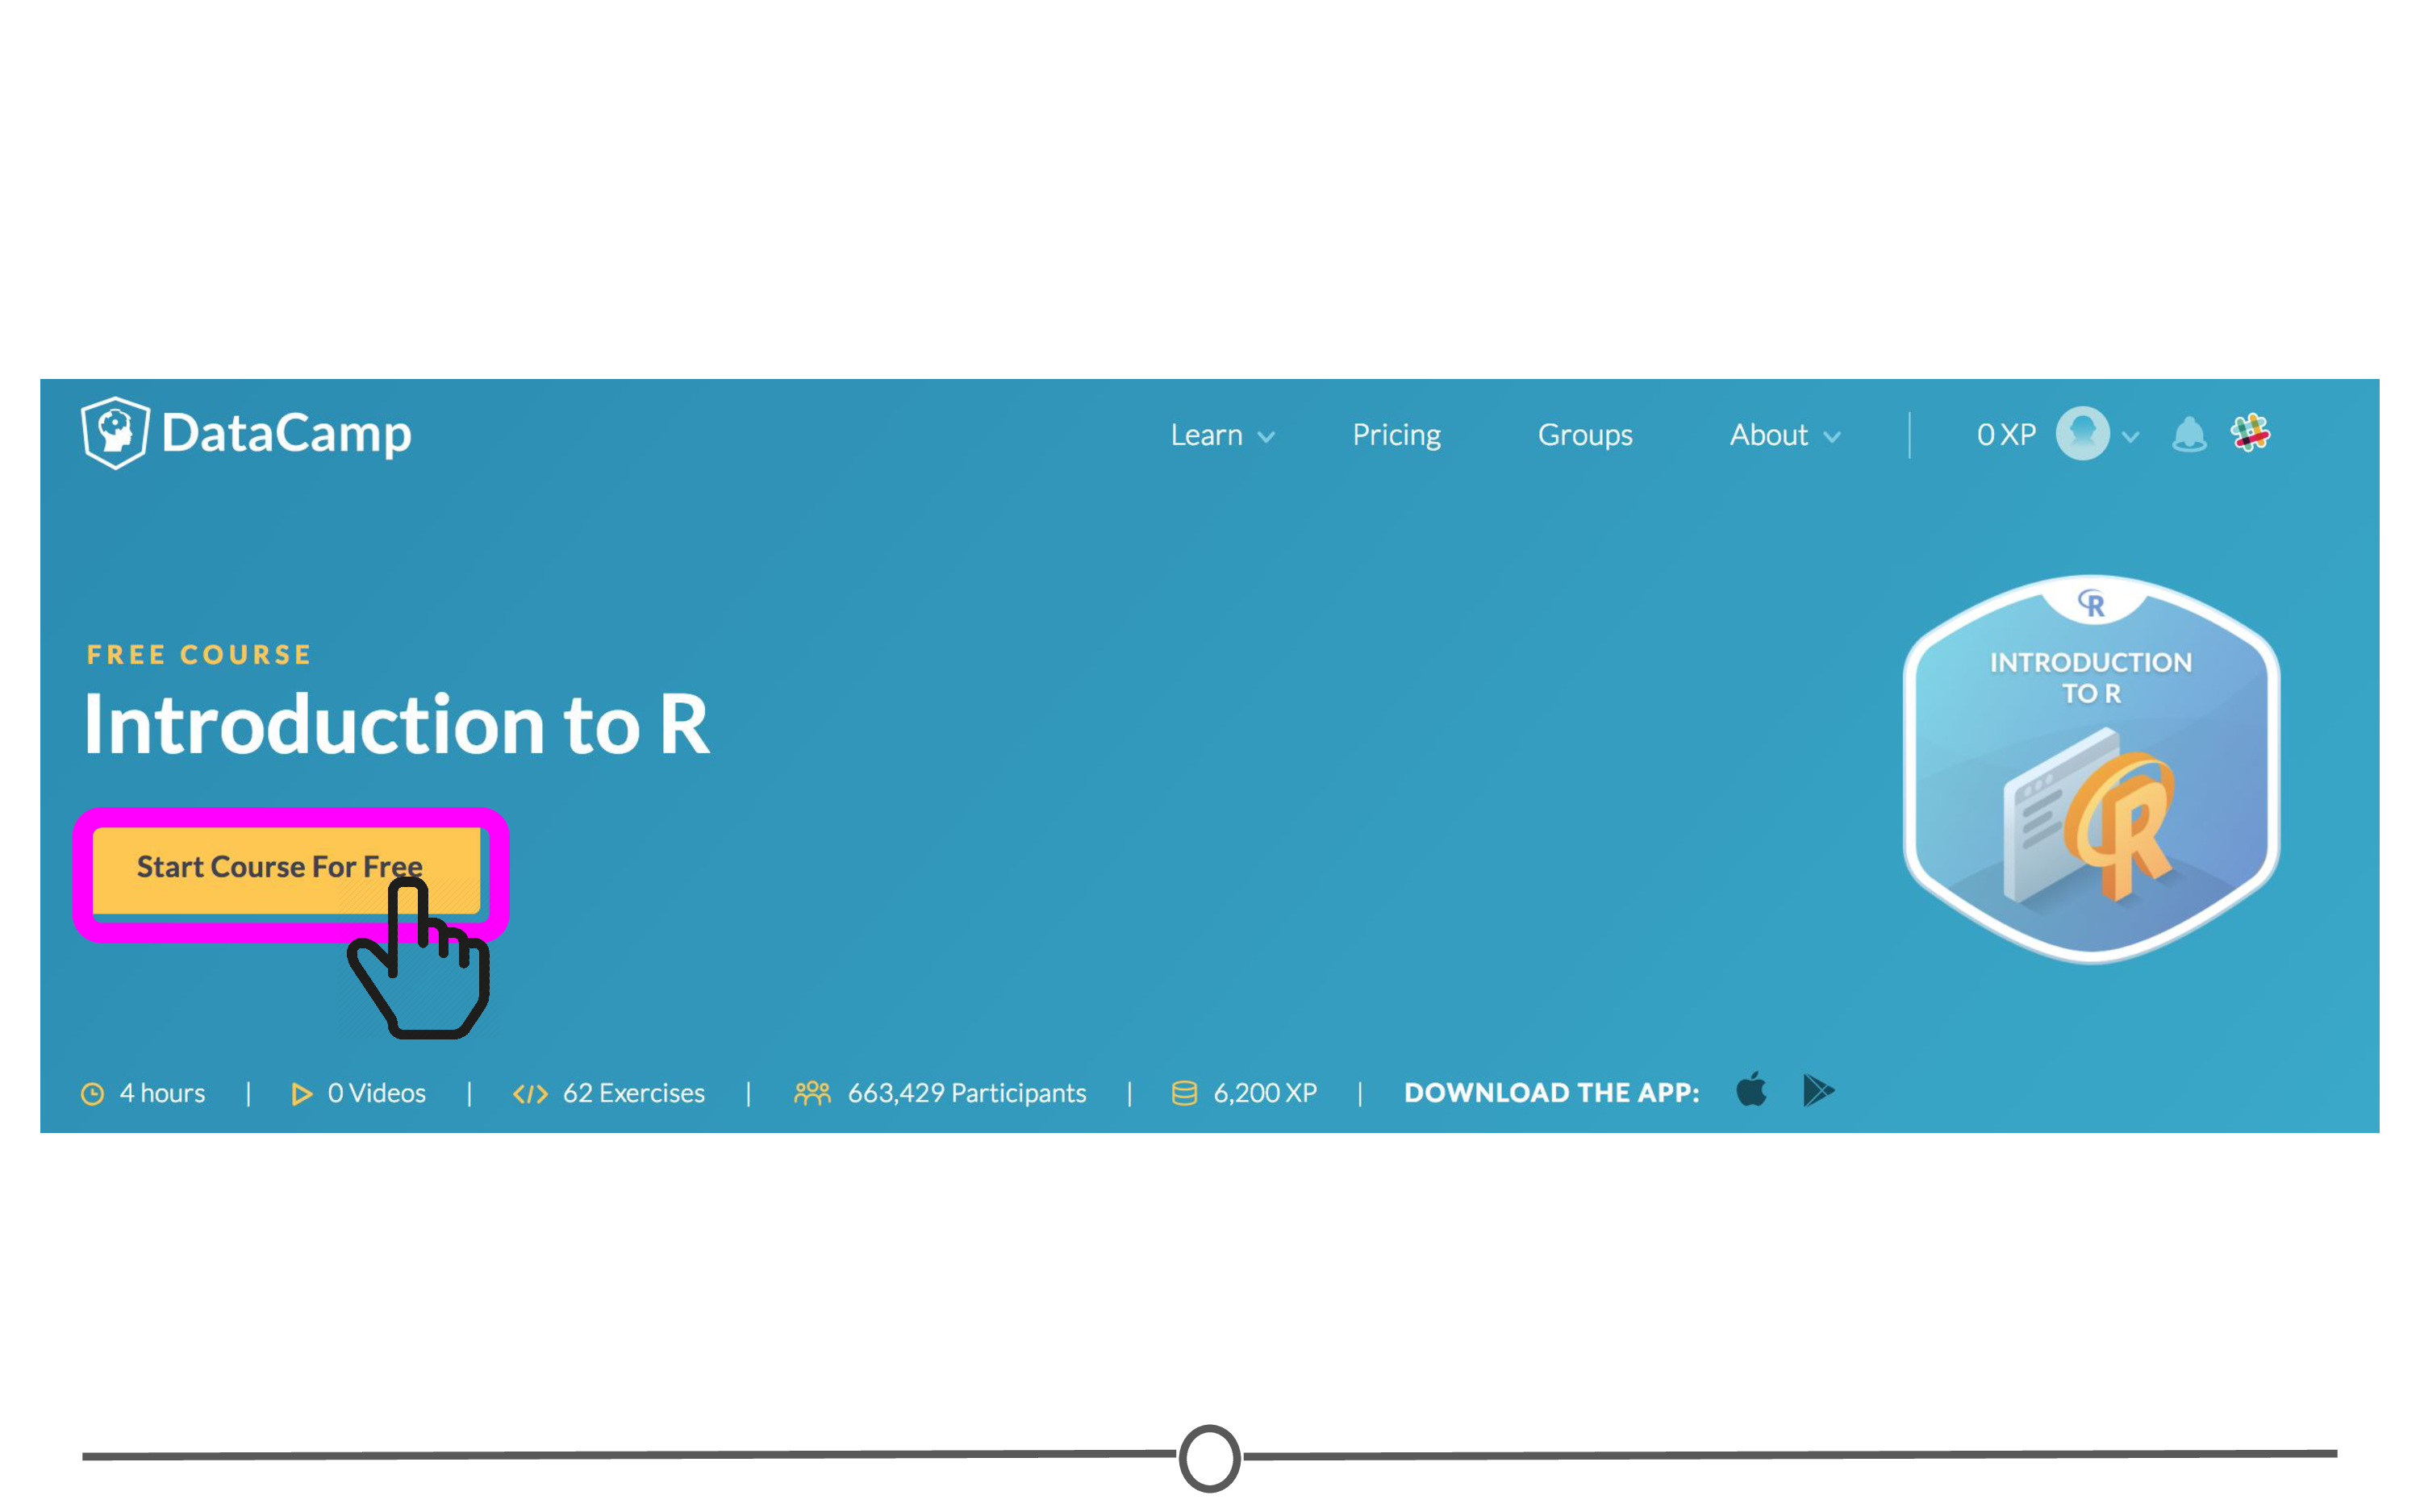 DataCamp
Learn
Pricing
Groups
About
0 XP
FREE COURSE
Introduction to R
Start Course For Free
R
INTRODUCTION
TO R
R
4 hours | 0 Videos | 62 Exercises | 663,429 Participants | 6,200 XP | DOWNLOAD THE APP: